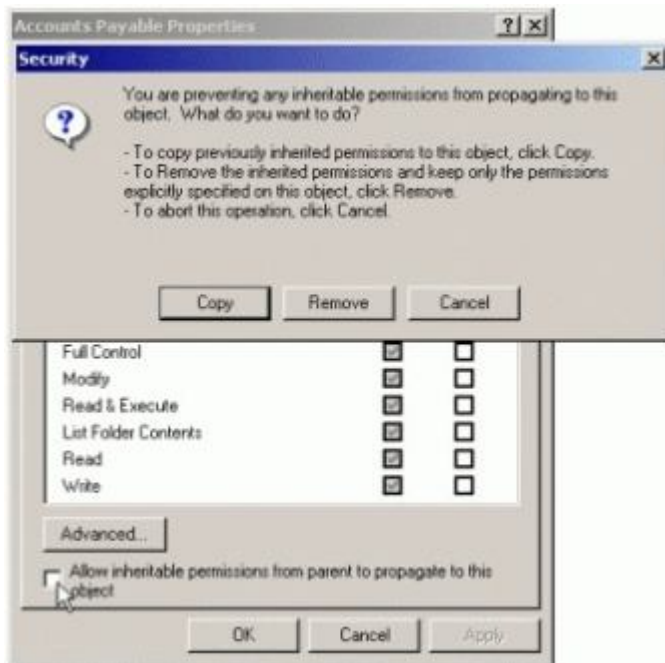 Accounts Payable Properties
Security
You are preventing any inheritable permissions from propagating to this
object. What do you want to do?
- To copy previously inherited permissions to this object, click Copy.
- To Remove the inherited permissions and keep only the permissions
explicitly specified on this object, click Remove.
- To abort this operation, click Cancel.
Copy Remove Cancel
Full Control
Modify
Read & Execute
List Folder Contents
Read
Write
Advanced...
Allow inheritable permissions from parent to propagate to this
object
OK Cancel Apply